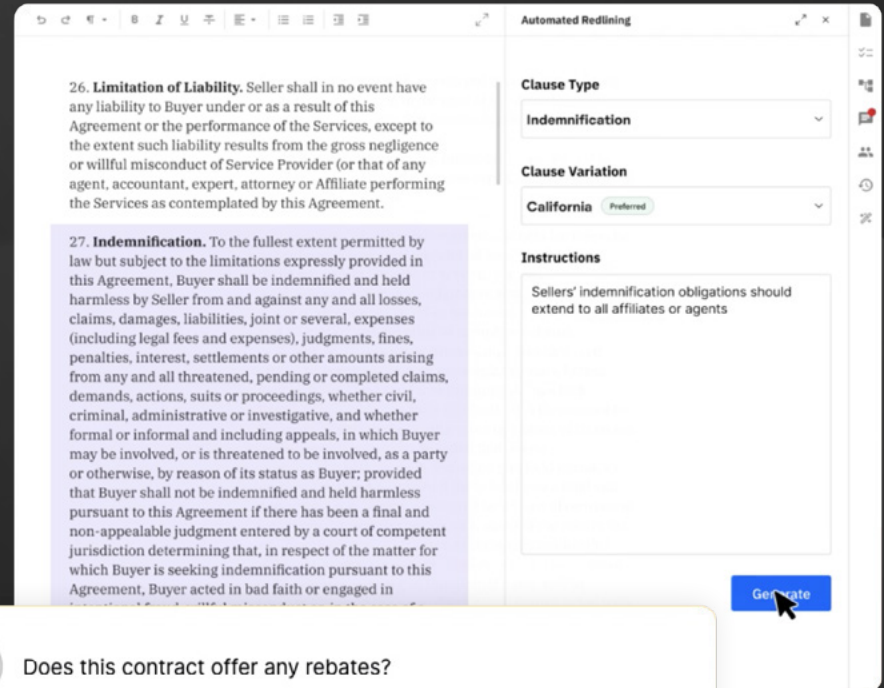 Automated Redlining
26. Limitation of Liability. Seller shall in no event have
any liability to Buyer under or as a result of this
Agreement or the performance of the Services, except to
the extent such liability results from the gross negligence
or willful misconduct of Service Provider (or that of any
agent, accountant, expert, attorney or Affiliate performing
the Services as contemplated by this Agreement.
27. Indemnification. To the fullest extent permitted by
law but subject to the limitations expressly provided in
this Agreement, Buyer shall be indemnified and held
harmless by Seller from and against any and all losses,
claims, damages, liabilities, joint or several, expenses
(including legal fees and expenses), judgments, fines,
penalties, interest, settlements or other amounts arising
from any and all threatened, pending or completed claims,
demands, actions, suits or proceedings, whether civil,
criminal, administrative or investigative, and whether
formal or informal and including appeals, in which Buyer
may be involved, or is threatened to be involved, as a party
or otherwise, by reason of its status as Buyer; provided
that Buyer shall not be indemnified and held harmless
pursuant to this Agreement if there has been a final and
non-appealable judgment entered by a court of competent
jurisdiction determining that, in respect of the matter for
which Buyer is seeking indemnification pursuant to this
Agreement, Buyer acted in bad faith or engaged in
Clause Type
Indemnification
Clause Variation
California Preferred
Instructions
Sellers' indemnification obligations should
extend to all affiliates or agents
Generate
Does this contract offer any rebates?